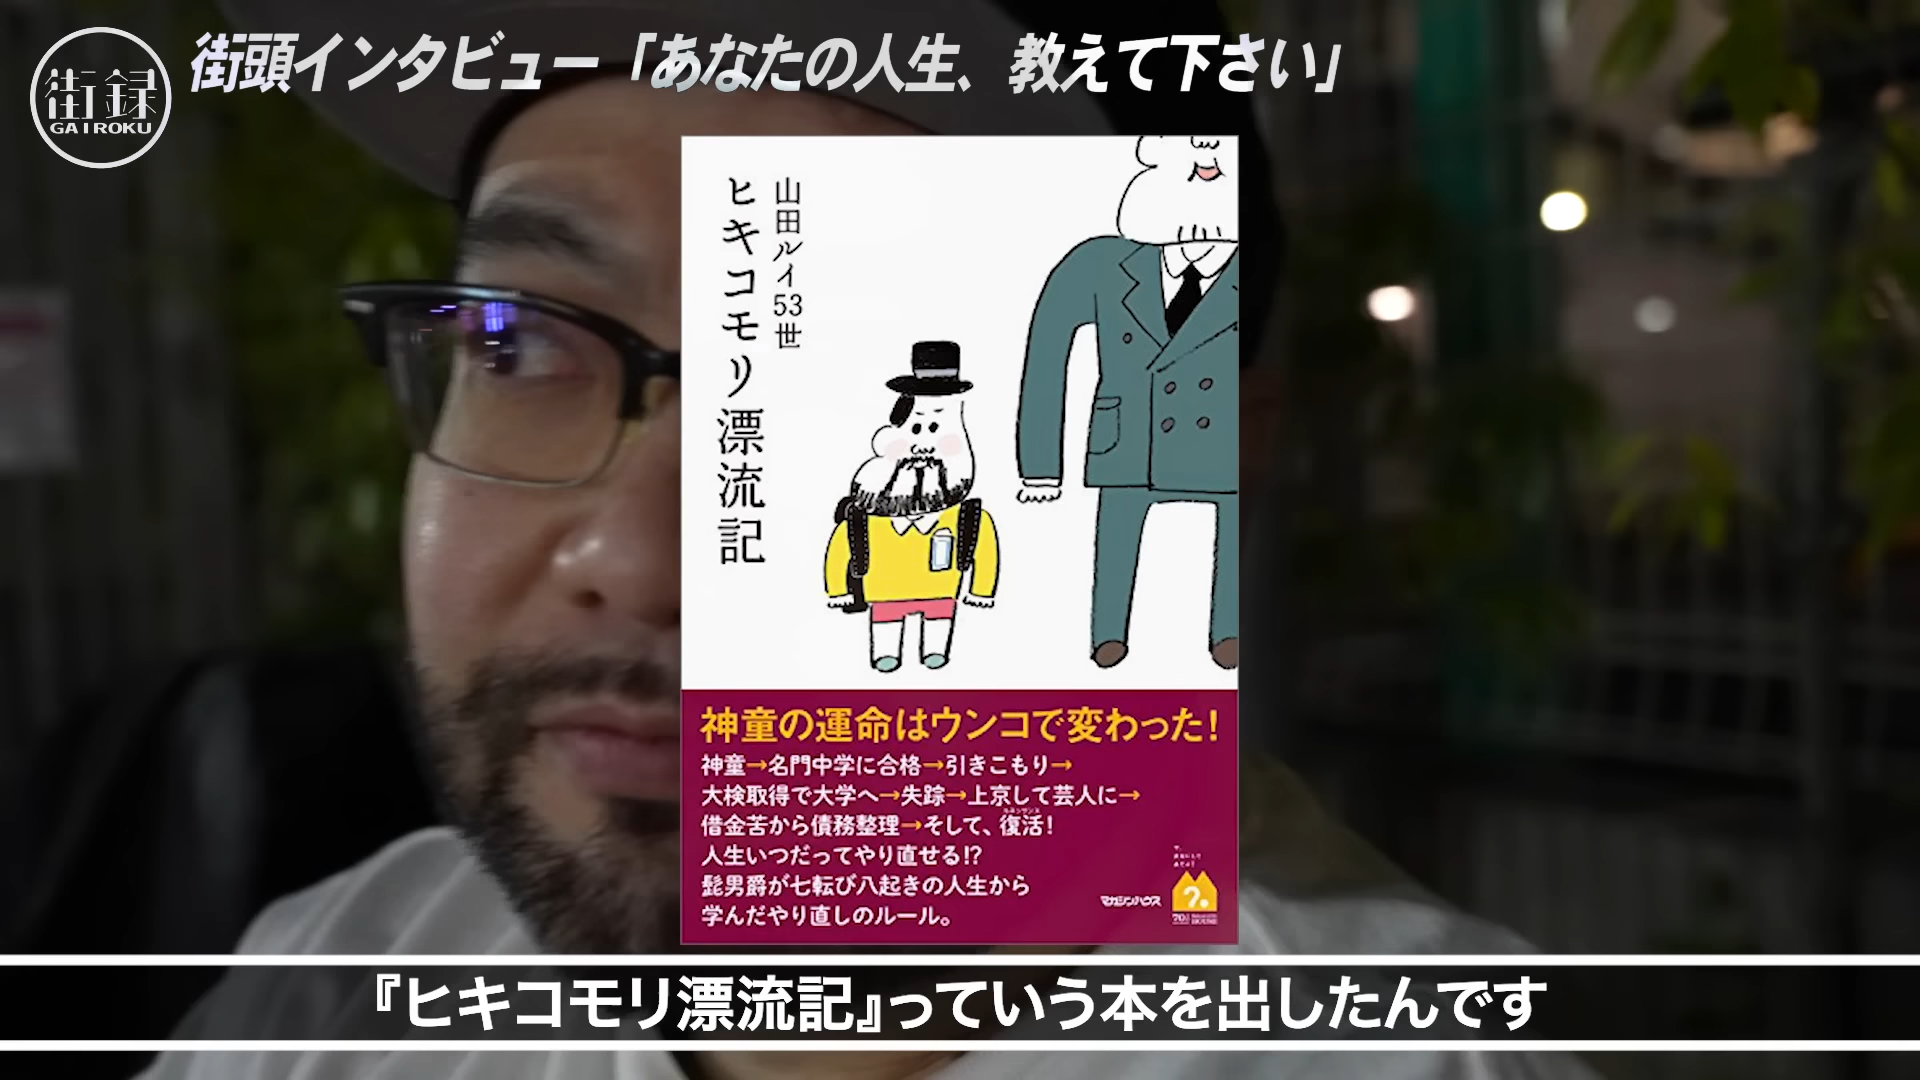 街録
GAIROKU
街頭インタビュー「あなたの人生、教えて下さい」
山田ルイ53世
ヒキコモリ漂流記
神童の運命はウンコで変わった!
神童→名門中学に合格→引きこもり→
大検取得で大学へ→失踪→上京して芸人に→
ルネッサンス
借金苦から債務整理→そして、復活!
人生いつだってやり直せる!?
髭男爵が七転び八起きの人生から
学んだやり直しのルール。
マガジンハウス
?
70
HOUSE
『ヒキコモリ漂流記』っていう本を出したんです